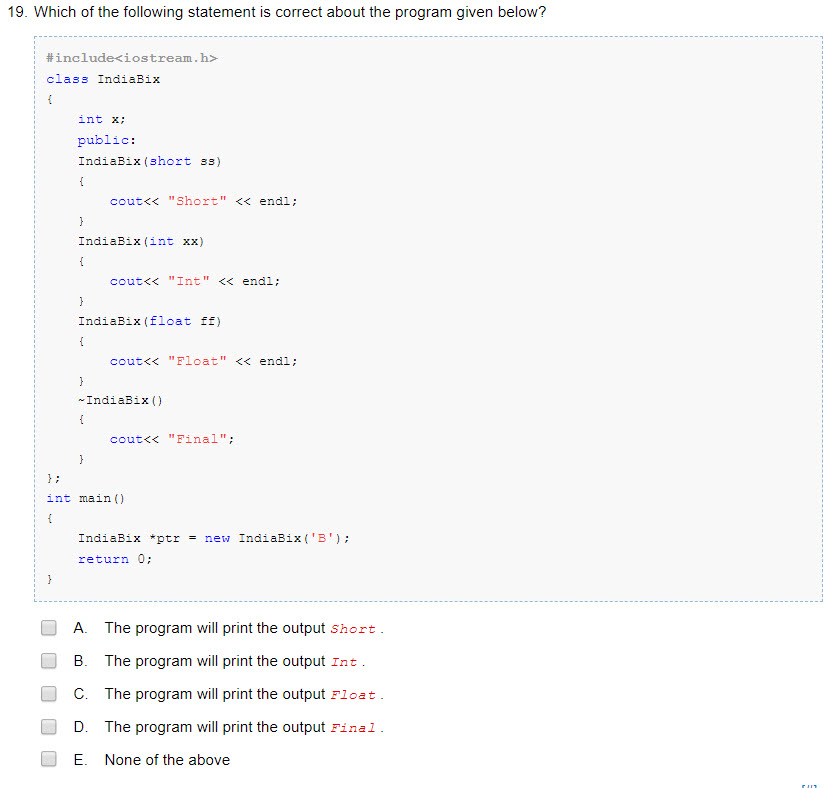 19. Which of the following statement is correct about the program given below?
#include<iostream.h>
class IndiaBix
{
    int x;
    public:
    IndiaBix(short ss)
    {
        cout<< "Short" << endl;
    }
    IndiaBix(int xx)
    {
        cout<< "Int" << endl;
    }
    IndiaBix(float ff)
    {
        cout<< "Float" << endl;
    }
    ~IndiaBix()
    {
        cout<< "Final";
    }
};
int main()
{
    IndiaBix *ptr = new IndiaBix('B');
    return 0;
}
A. The program will print the output Short .
B. The program will print the output Int .
C. The program will print the output Float .
D. The program will print the output Final .
E. None of the above